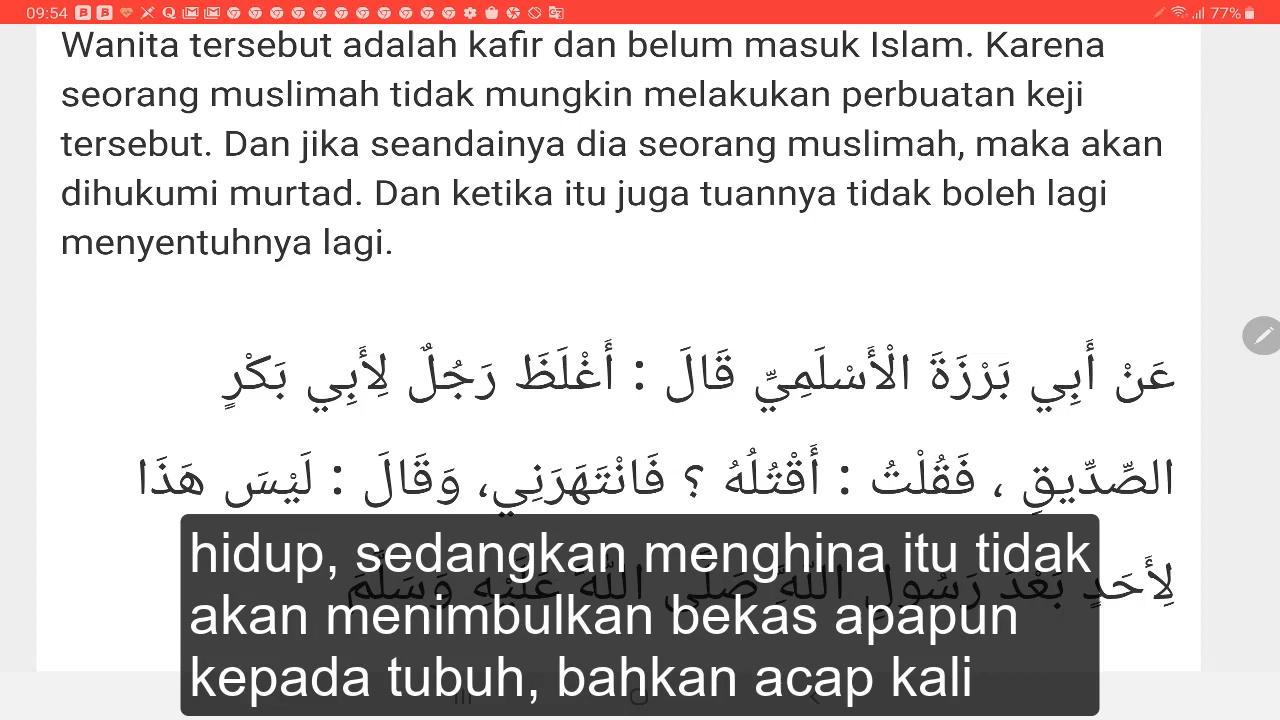 09:54 77%
Wanita tersebut adalah kafir dan belum masuk Islam. Karena
seorang muslimah tidak mungkin melakukan perbuatan keji
tersebut. Dan jika seandainya dia seorang muslimah, maka akan
dihukumi murtad. Dan ketika itu juga tuannya tidak boleh lagi
menyentuhnya lagi.
عَنْ أَبِي بَرْزَةَ الْأَسْلَمِيِّ قَالَ : أَغْلَظَ رَجُلٌ لِأَبِي بَكْرٍ
الصِّدِّيقِ ، فَقُلْتُ : أَقْتُلُهُ ؟ فَانْتَهَرَنِي، وَقَالَ : لَيْسَ هَذَا
لِأَحَدٍ بَعْدَ رَسُولِ اللَّهِ صَلَّى اللَّهُ عَلَيْهِ وَسَلَّمَ
hidup, sedangkan menghina itu tidak
akan menimbulkan bekas apapun
kepada tubuh, bahkan acap kali